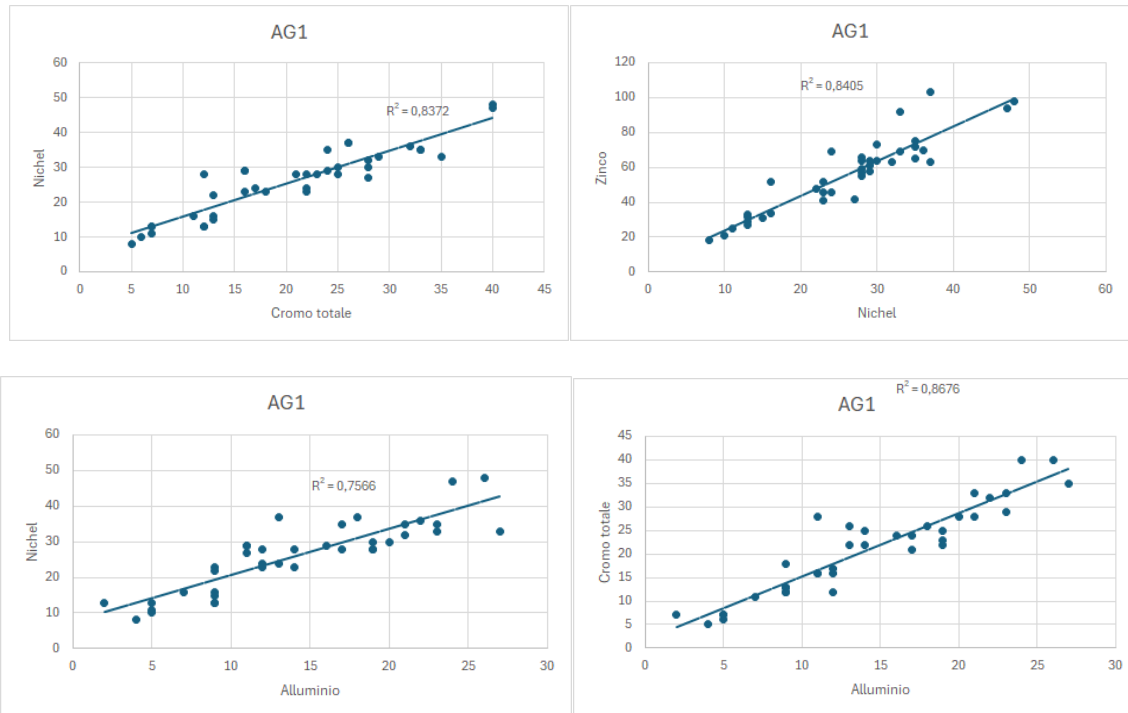 AG1
60
50
40
30
20
10
0
Nichel
R² = 0,8372
0 5 10 15 20 25 30 35 40 45
Cromo totale
AG1
120
100
80
60
40
20
0
Zinco
R² = 0,8405
0 10 20 30 40 50 60
Nichel
AG1
60
50
40
30
20
10
0
Nichel
R² = 0,7566
0 5 10 15 20 25 30
Alluminio
R² = 0,8676
AG1
45
40
35
30
25
20
15
10
5
0
Cromo totale
0 5 10 15 20 25 30
Alluminio